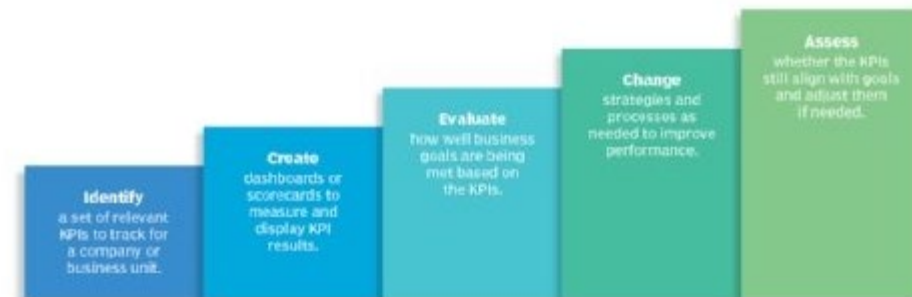 Identify
a set of relevant
KPIs to track for
a company or
business unit.
Create
dashboards or
scorecards to
measure and
display KPI
results.
Evaluate
how well business
goals are being
met based on
the KPIs.
Change
strategies and
processes as
needed to improve
performance.
Assess
whether the KPIs
still align with goals
and adjust them
if needed.